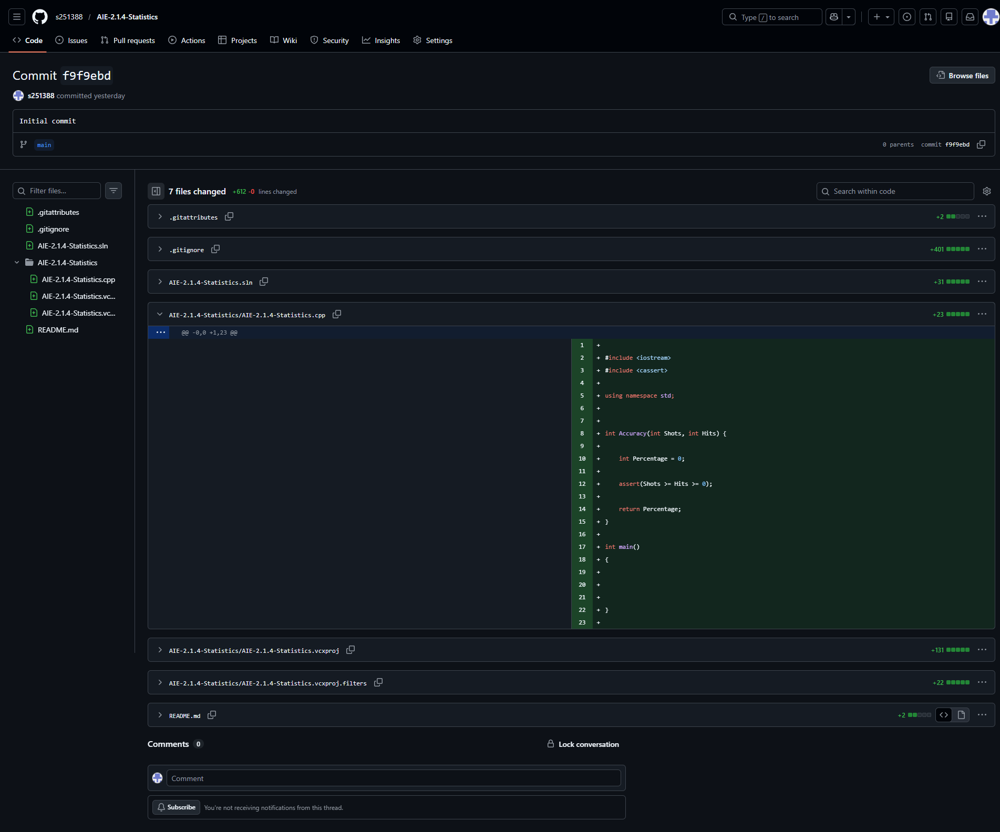 s251388 / AIE-2.1.4-Statistics
Type / to search
Code Issues Pull requests Actions Projects Wiki Security Insights Settings
Commit f9f9ebd
Browse files
s251388 committed yesterday
Initial commit
main
0 parents commit f9f9ebd
Filter files...
.gitattributes
.gitignore
AIE-2.1.4-Statistics.sln
AIE-2.1.4-Statistics
AIE-2.1.4-Statistics.cpp
AIE-2.1.4-Statistics.vc...
AIE-2.1.4-Statistics.vc...
README.md
7 files changed +612 -0 lines changed
Search within code
.gitattributes +2
.gitignore +401
AIE-2.1.4-Statistics.sln +31
AIE-2.1.4-Statistics/AIE-2.1.4-Statistics.cpp +23
@@ -0,0 +1,23 @@
1 +
2 + #include <iostream>
3 + #include <cassert>
4 +
5 + using namespace std;
6 +
7 +
8 + int Accuracy(int Shots, int Hits) {
9 +
10 + int Percentage = 0;
11 +
12 + assert(Shots >= Hits >= 0);
13 +
14 + return Percentage;
15 + }
16 +
17 + int main()
18 + {
19 +
20 +
21 +
22 + }
23 +
AIE-2.1.4-Statistics/AIE-2.1.4-Statistics.vcxproj +131
AIE-2.1.4-Statistics/AIE-2.1.4-Statistics.vcxproj.filters +22
README.md +2
Comments 0
Lock conversation
Comment
Subscribe You're not receiving notifications from this thread.